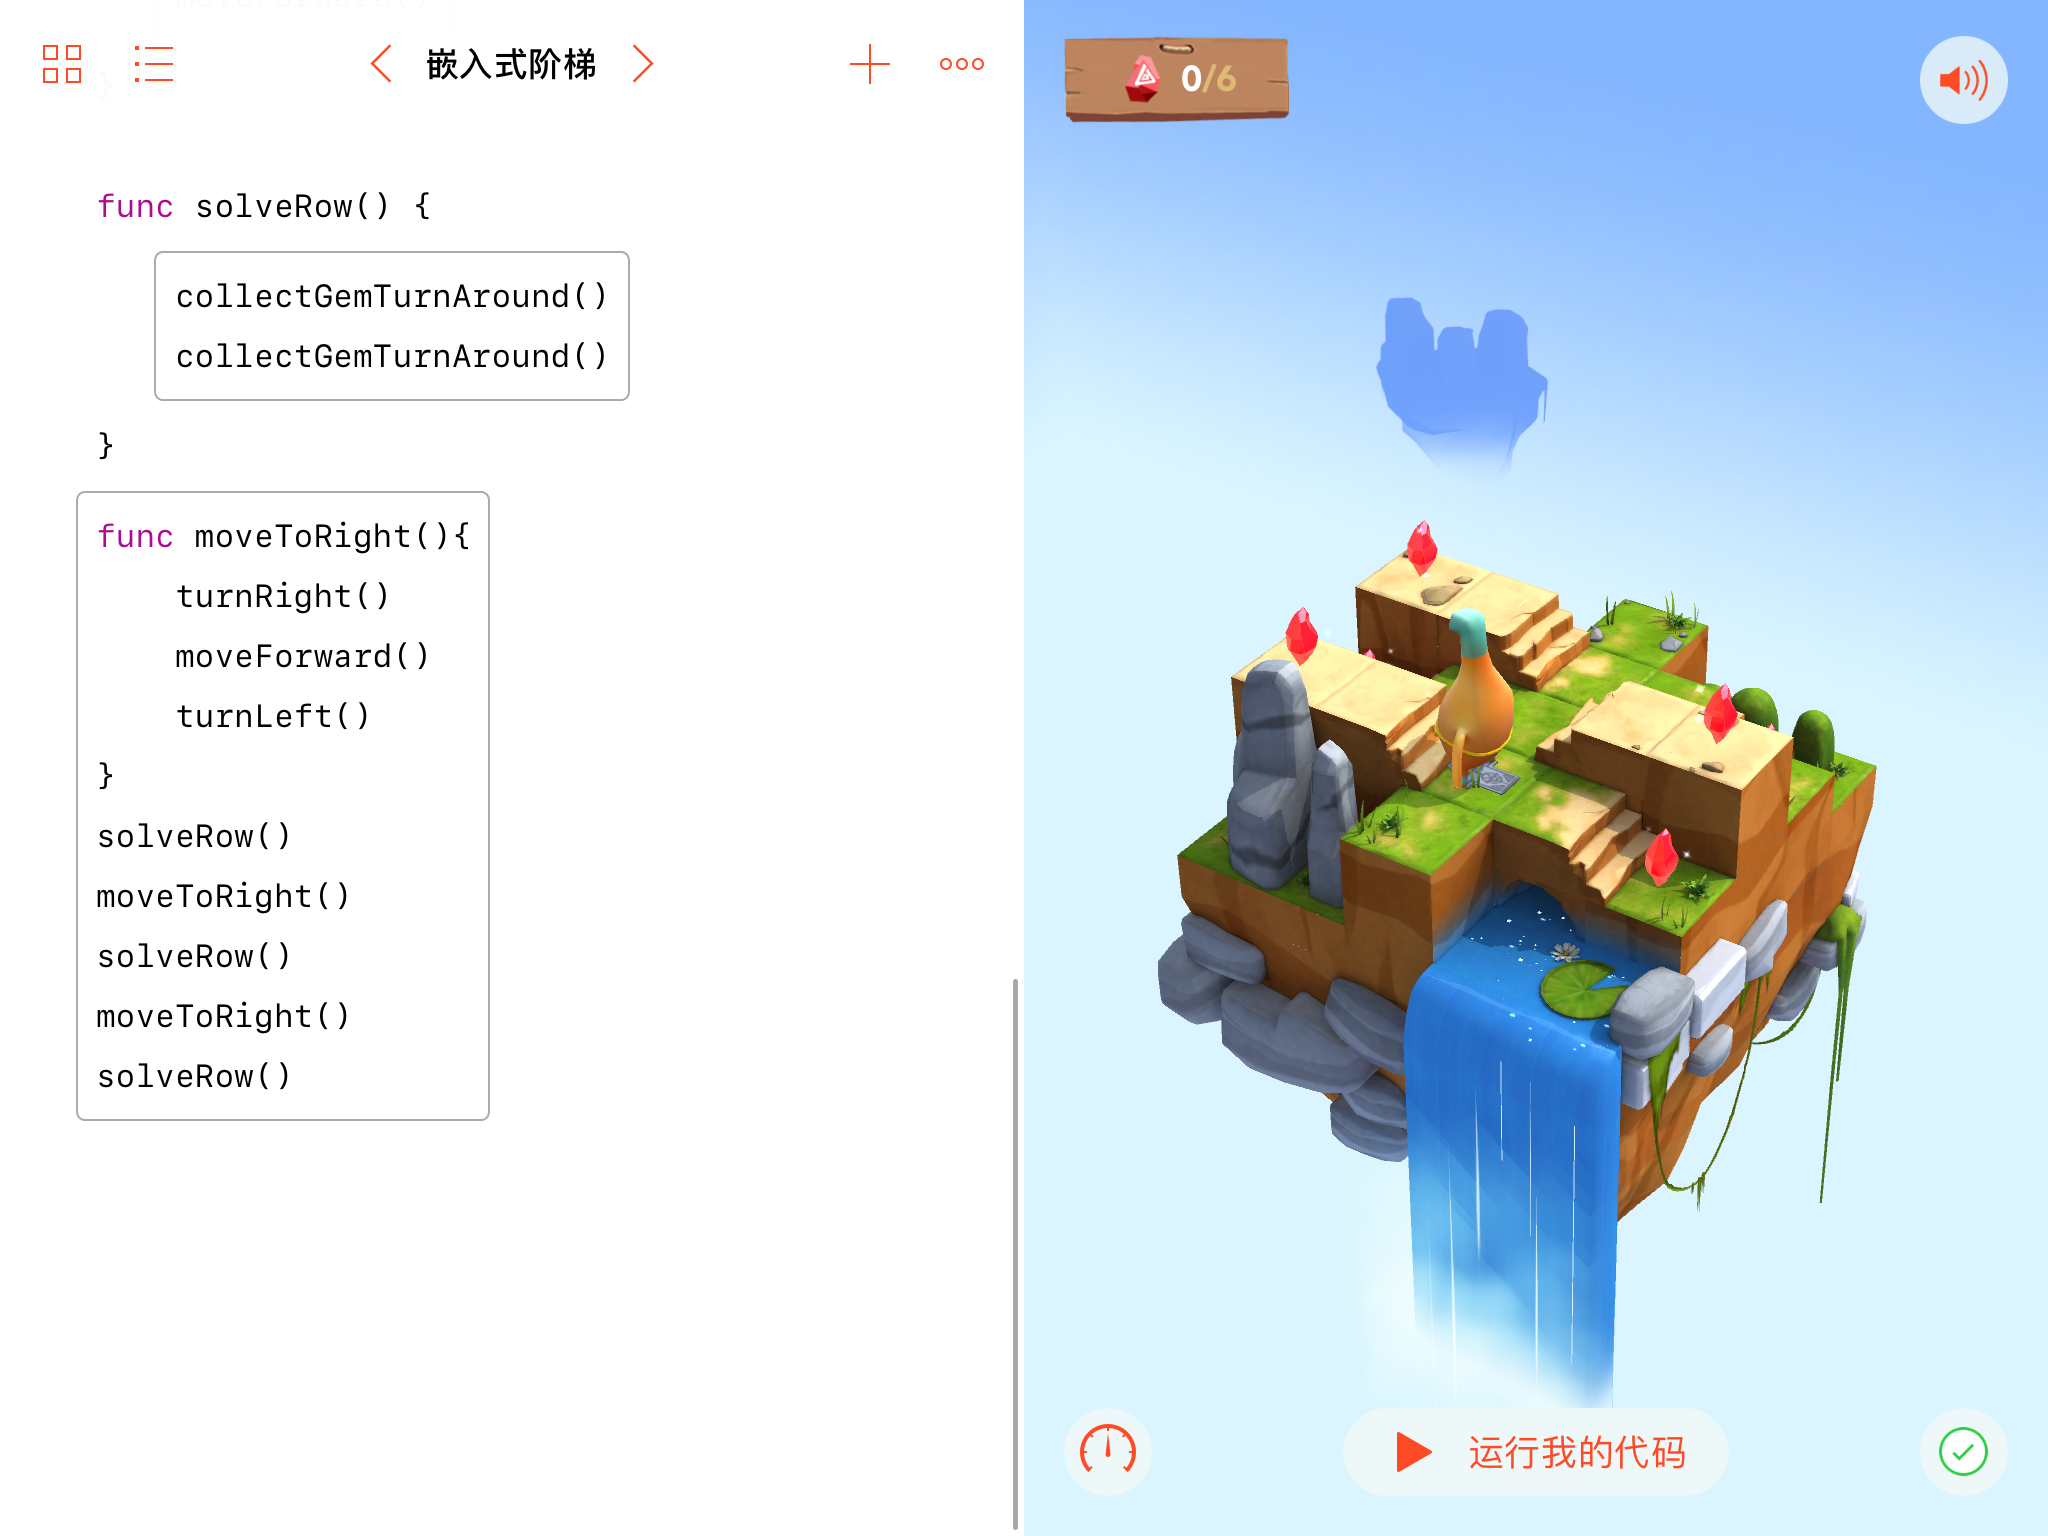 嵌入式阶梯
func solveRow() {
collectGemTurnAround()
collectGemTurnAround()
}
func moveToRight(){
turnRight()
moveForward()
turnLeft()
}
solveRow()
moveToRight()
solveRow()
moveToRight()
solveRow()
0/6
运行我的代码